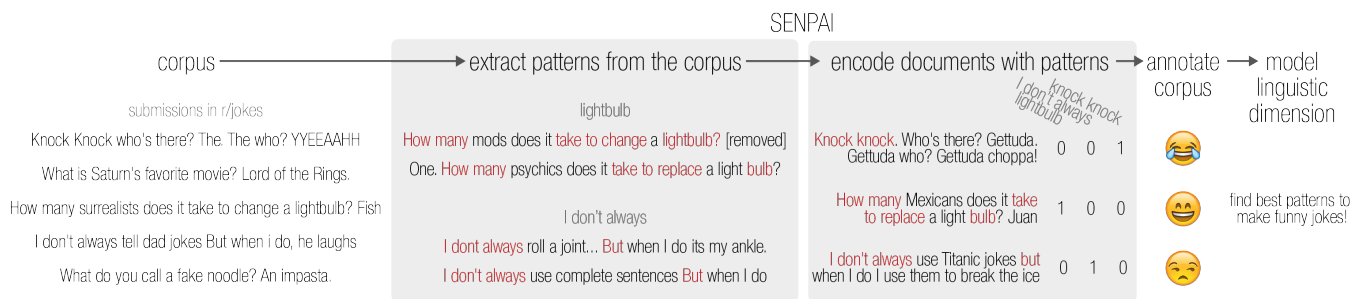 SENPAI
corpus
extract patterns from the corpus
encode documents with patterns
annotate
corpus
model
linguistic
dimension
submissions in r/jokes
Knock Knock who's there? The. The who? YYEEAAHH
What is Saturn's favorite movie? Lord of the Rings.
How many surrealists does it take to change a lightbulb? Fish
I don't always tell dad jokes But when i do, he laughs
What do you call a fake noodle? An impasta.
lightbulb
How many mods does it take to change a lightbulb? [removed]
One. How many psychics does it take to replace a light bulb?
I don't always
I dont always roll a joint... But when I do its my ankle.
I don't always use complete sentences But when I do
lightbulb
I don't always
knock knock
Knock knock. Who's there? Gettuda.
Gettuda who? Gettuda choppa!
0 0 1
How many Mexicans does it take
to replace a light bulb? Juan
1 0 0
I don't always use Titanic jokes but
when I do I use them to break the ice
0 1 0
find best patterns to
make funny jokes!